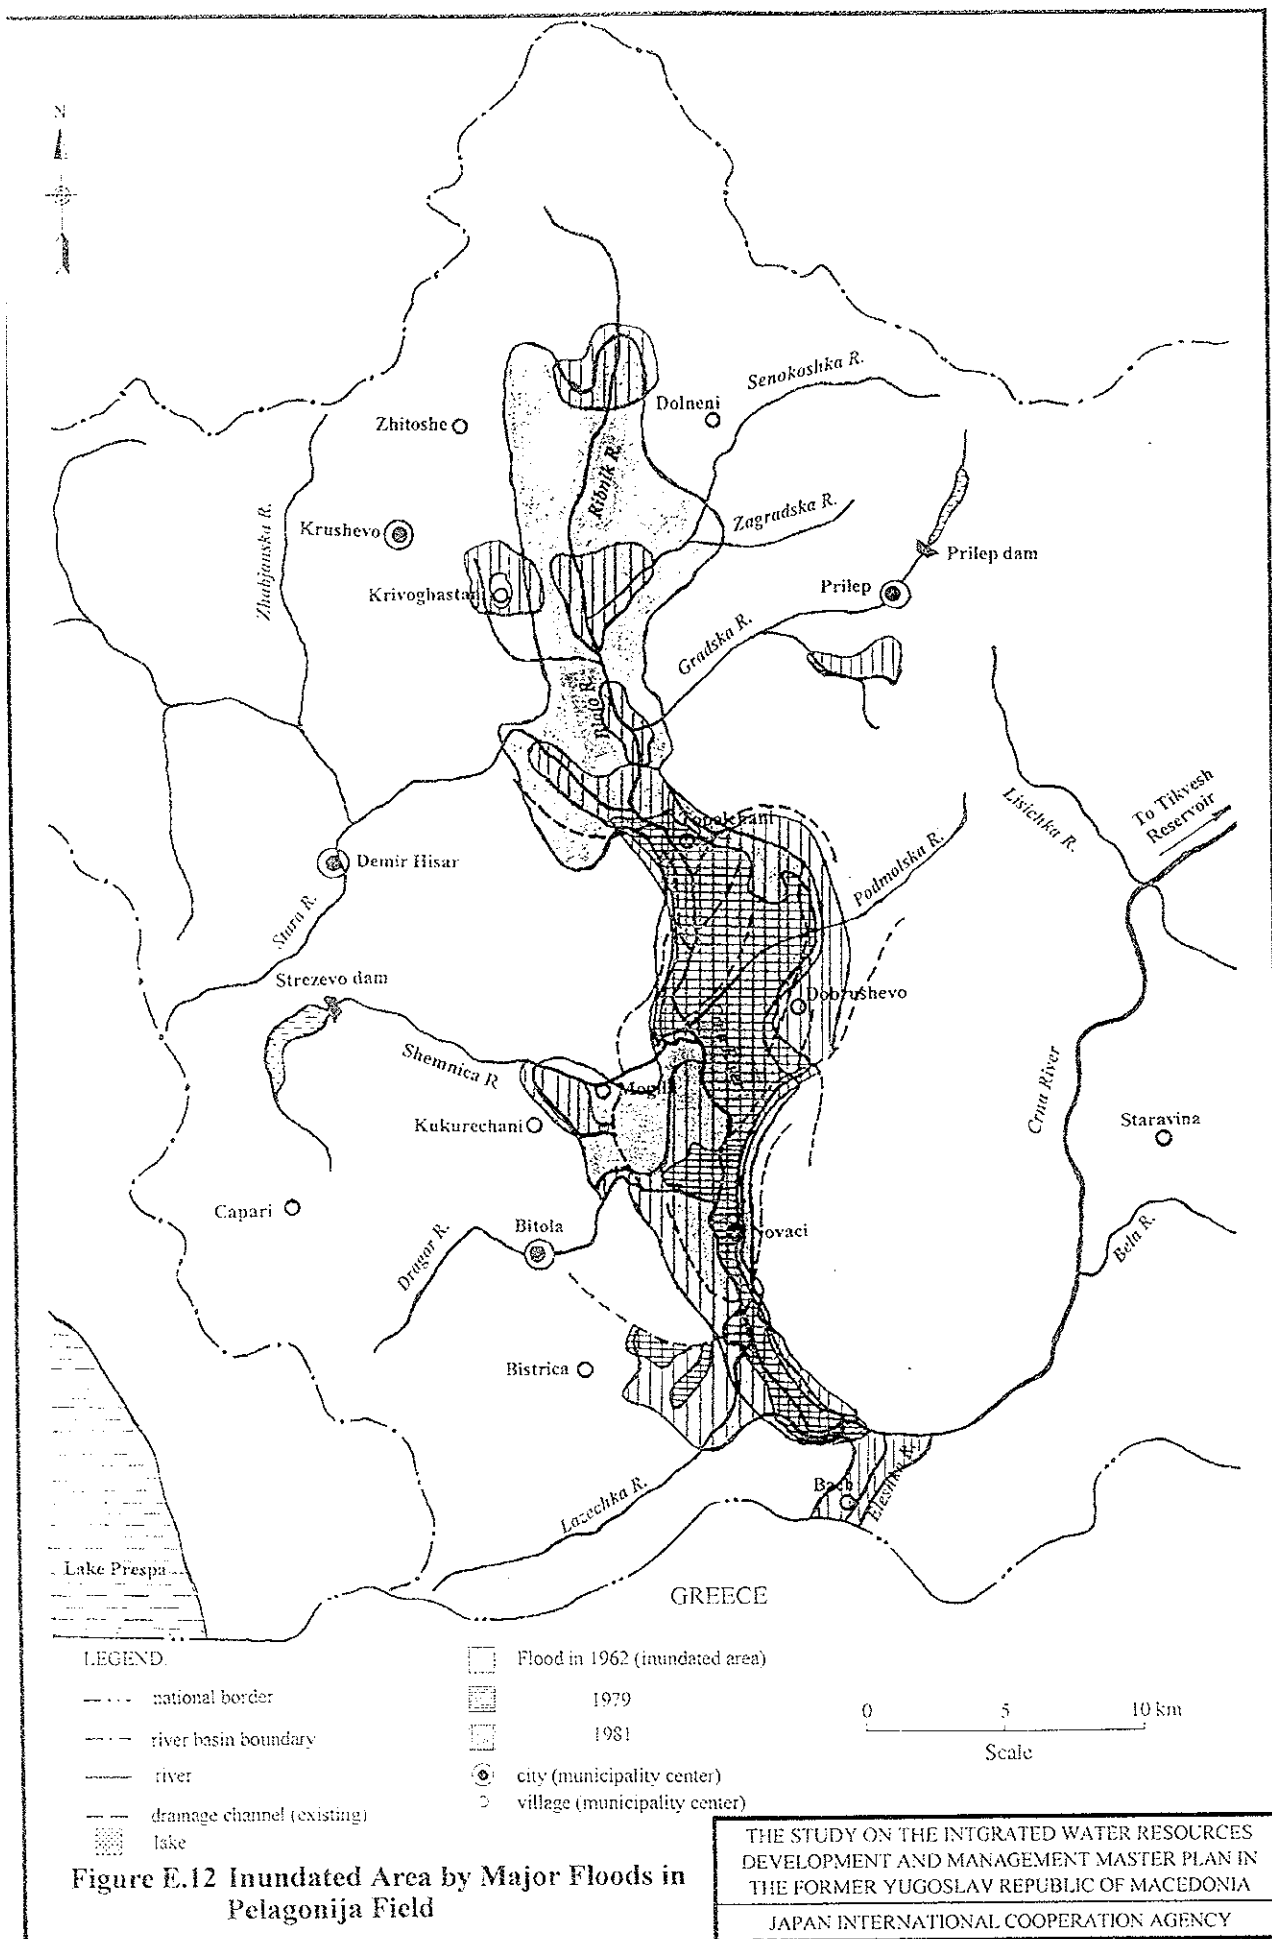 N
Senokoshka R.
Dolneni
Zhitoshe
Ribnik R.
Zagradska R.
Krushevo
Zhabjanska R.
Prilep dam
Prilep
Gradska R.
To Tikvesh
Reservoir
Lisichka R.
Podmolska R.
Demir Hisar
Stara R.
Strezevo dam
Dobrushevo
Shemnica R
Kukurechani
Crna River
Staravina
Capari
Bitola
Dragor R.
ovaci
Bela R.
Bistrica
Lazechka R.
Bach
Eleshka R.
Lake Prespa
GREECE
LEGEND
national border
river basin boundary
river
drainage channel (existing)
lake
Flood in 1962 (inundated area)
1979
1981
city (municipality center)
village (municipality center)
0 5 10 km
Scale
Figure E.12 Inundated Area by Major Floods in
Pelagonija Field
THE STUDY ON THE INTGRATED WATER RESOURCES
DEVELOPMENT AND MANAGEMENT MASTER PLAN IN
THE FORMER YUGOSLAV REPUBLIC OF MACEDONIA
JAPAN INTERNATIONAL COOPERATION AGENCY